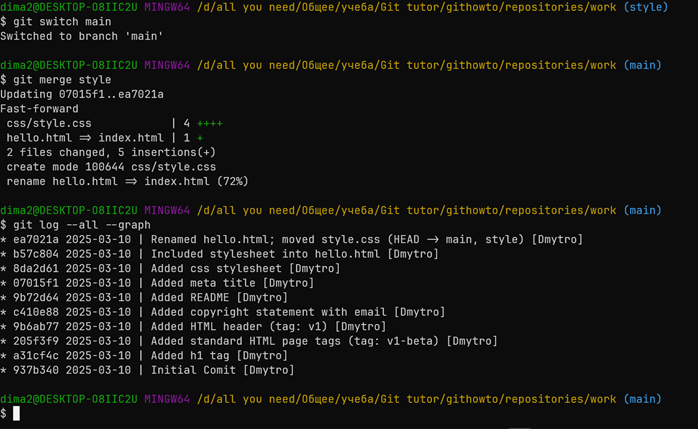 dima2@DESKTOP-O8IIC2U MINGW64 /d/all you need/Общее/учеба/Git tutor/githowto/repositories/work (style)
$ git switch main
Switched to branch 'main'
dima2@DESKTOP-O8IIC2U MINGW64 /d/all you need/Общее/учеба/Git tutor/githowto/repositories/work (main)
$ git merge style
Updating 07015f1..ea7021a
Fast-forward
css/style.css | 4 ++++
hello.html => index.html | 1 +
2 files changed, 5 insertions(+)
create mode 100644 css/style.css
rename hello.html => index.html (72%)
dima2@DESKTOP-O8IIC2U MINGW64 /d/all you need/Общее/учеба/Git tutor/githowto/repositories/work (main)
$ git log --all --graph
* ea7021a 2025-03-10 | Renamed hello.html; moved style.css (HEAD -> main, style) [Dmytro]
* b57c804 2025-03-10 | Included stylesheet into hello.html [Dmytro]
* 8da2d61 2025-03-10 | Added css stylesheet [Dmytro]
* 07015f1 2025-03-10 | Added meta title [Dmytro]
* 9b72d64 2025-03-10 | Added README [Dmytro]
* c410e88 2025-03-10 | Added copyright statement with email [Dmytro]
* 9b6ab77 2025-03-10 | Added HTML header (tag: v1) [Dmytro]
* 205f3f9 2025-03-10 | Added standard HTML page tags (tag: v1-beta) [Dmytro]
* a31cf4c 2025-03-10 | Added h1 tag [Dmytro]
* 937b340 2025-03-10 | Initial Comit [Dmytro]
dima2@DESKTOP-O8IIC2U MINGW64 /d/all you need/Общее/учеба/Git tutor/githowto/repositories/work (main)
$